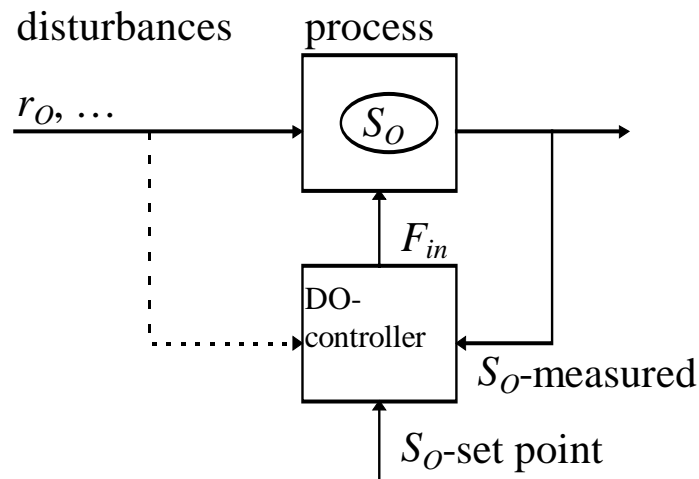 disturbances process
r_O, …
S_O
F_in
DO-
controller
S_O-measured
S_O-set point